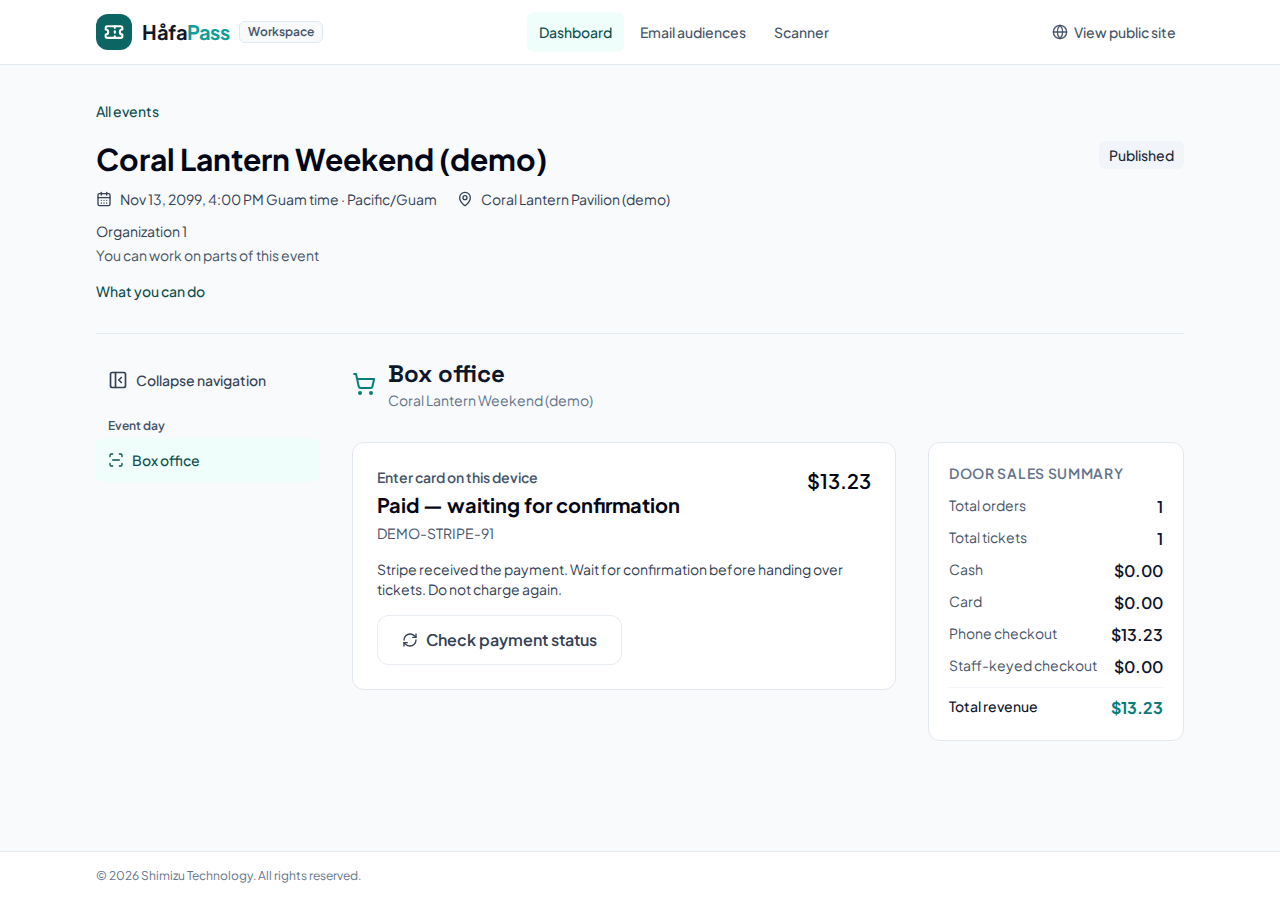 HåfaPass
Workspace
Dashboard
Email audiences
Scanner
View public site
All events
Coral Lantern Weekend (demo)
Published
Nov 13, 2099, 4:00 PM Guam time · Pacific/Guam
Coral Lantern Pavilion (demo)
Organization 1
You can work on parts of this event
What you can do
Collapse navigation
Event day
Box office
Box office
Coral Lantern Weekend (demo)
Enter card on this device
$13.23
Paid — waiting for confirmation
DEMO-STRIPE-91
Stripe received the payment. Wait for confirmation before handing over
tickets. Do not charge again.
Check payment status
DOOR SALES SUMMARY
Total orders 1
Total tickets 1
Cash $0.00
Card $0.00
Phone checkout $13.23
Staff-keyed checkout $0.00
Total revenue $13.23
© 2026 Shimizu Technology. All rights reserved.